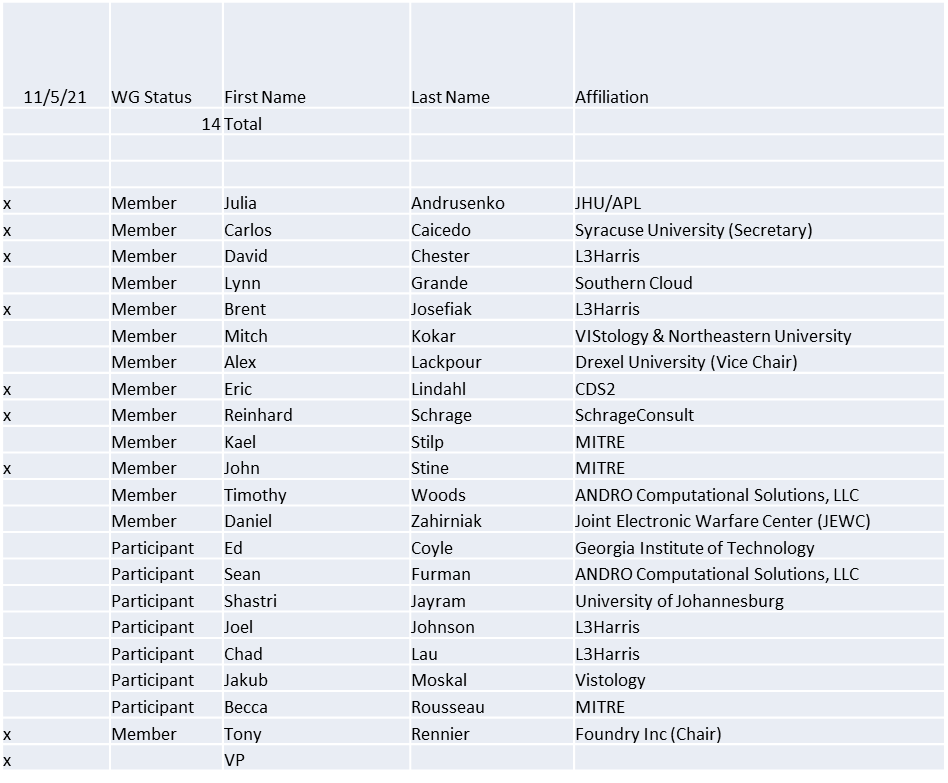 11/5/21 WG Status First Name Last Name Affiliation
14 Total
x Member Julia Andrusenko JHU/APL
x Member Carlos Caicedo Syracuse University (Secretary)
x Member David Chester L3Harris
Member Lynn Grande Southern Cloud
x Member Brent Josefiak L3Harris
Member Mitch Kokar VIStology & Northeastern University
Member Alex Lackpour Drexel University (Vice Chair)
x Member Eric Lindahl CDS2
x Member Reinhard Schrage SchrageConsult
Member Kael Stilp MITRE
x Member John Stine MITRE
Member Timothy Woods ANDRO Computational Solutions, LLC
Member Daniel Zahirniak Joint Electronic Warfare Center (JEWC)
Participant Ed Coyle Georgia Institute of Technology
Participant Sean Furman ANDRO Computational Solutions, LLC
Participant Shastri Jayram University of Johannesburg
Participant Joel Johnson L3Harris
Participant Chad Lau L3Harris
Participant Jakub Moskal Vistology
Participant Becca Rousseau MITRE
x Member Tony Rennier Foundry Inc (Chair)
x VP